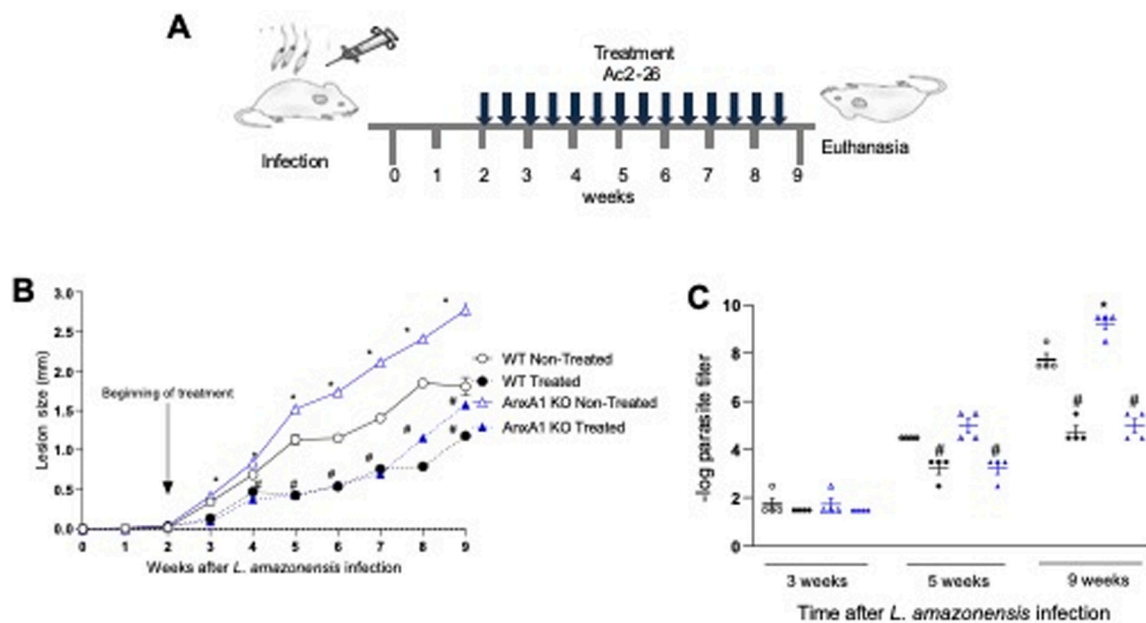 A
Treatment
Ac2-26
Infection
Euthanasia
0 1 2 3 4 5 6 7 8 9
weeks
B
Lesion size (mm)
3.0
2.5
2.0
1.5
1.0
0.5
0.0
Beginning of treatment
* * * * * * *
# # # # # # #
0 1 2 3 4 5 6 7 8 9
Weeks after L. amazonensis infection
WT Non-Treated
WT Treated
AnxA1 KO Non-Treated
AnxA1 KO Treated
C
-log parasite titer
10
8
6
4
2
0
# # # * #
3 weeks 5 weeks 9 weeks
Time after L. amazonensis infection